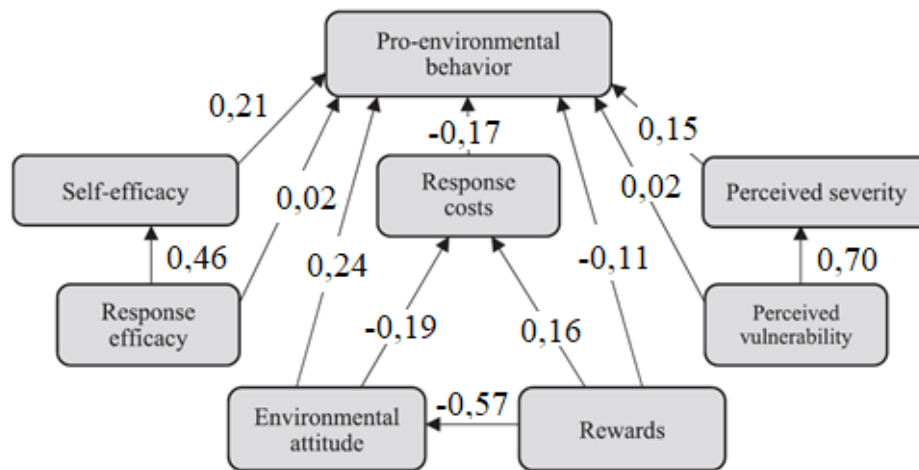 Pro-environmental
behavior
0,21
-0,17
0,15
Self-efficacy
0,02
Response
costs
0,02
Perceived severity
0,46
0,24
-0,11
0,70
Response
efficacy
-0,19
0,16
Perceived
vulnerability
Environmental
attitude
-0,57
Rewards